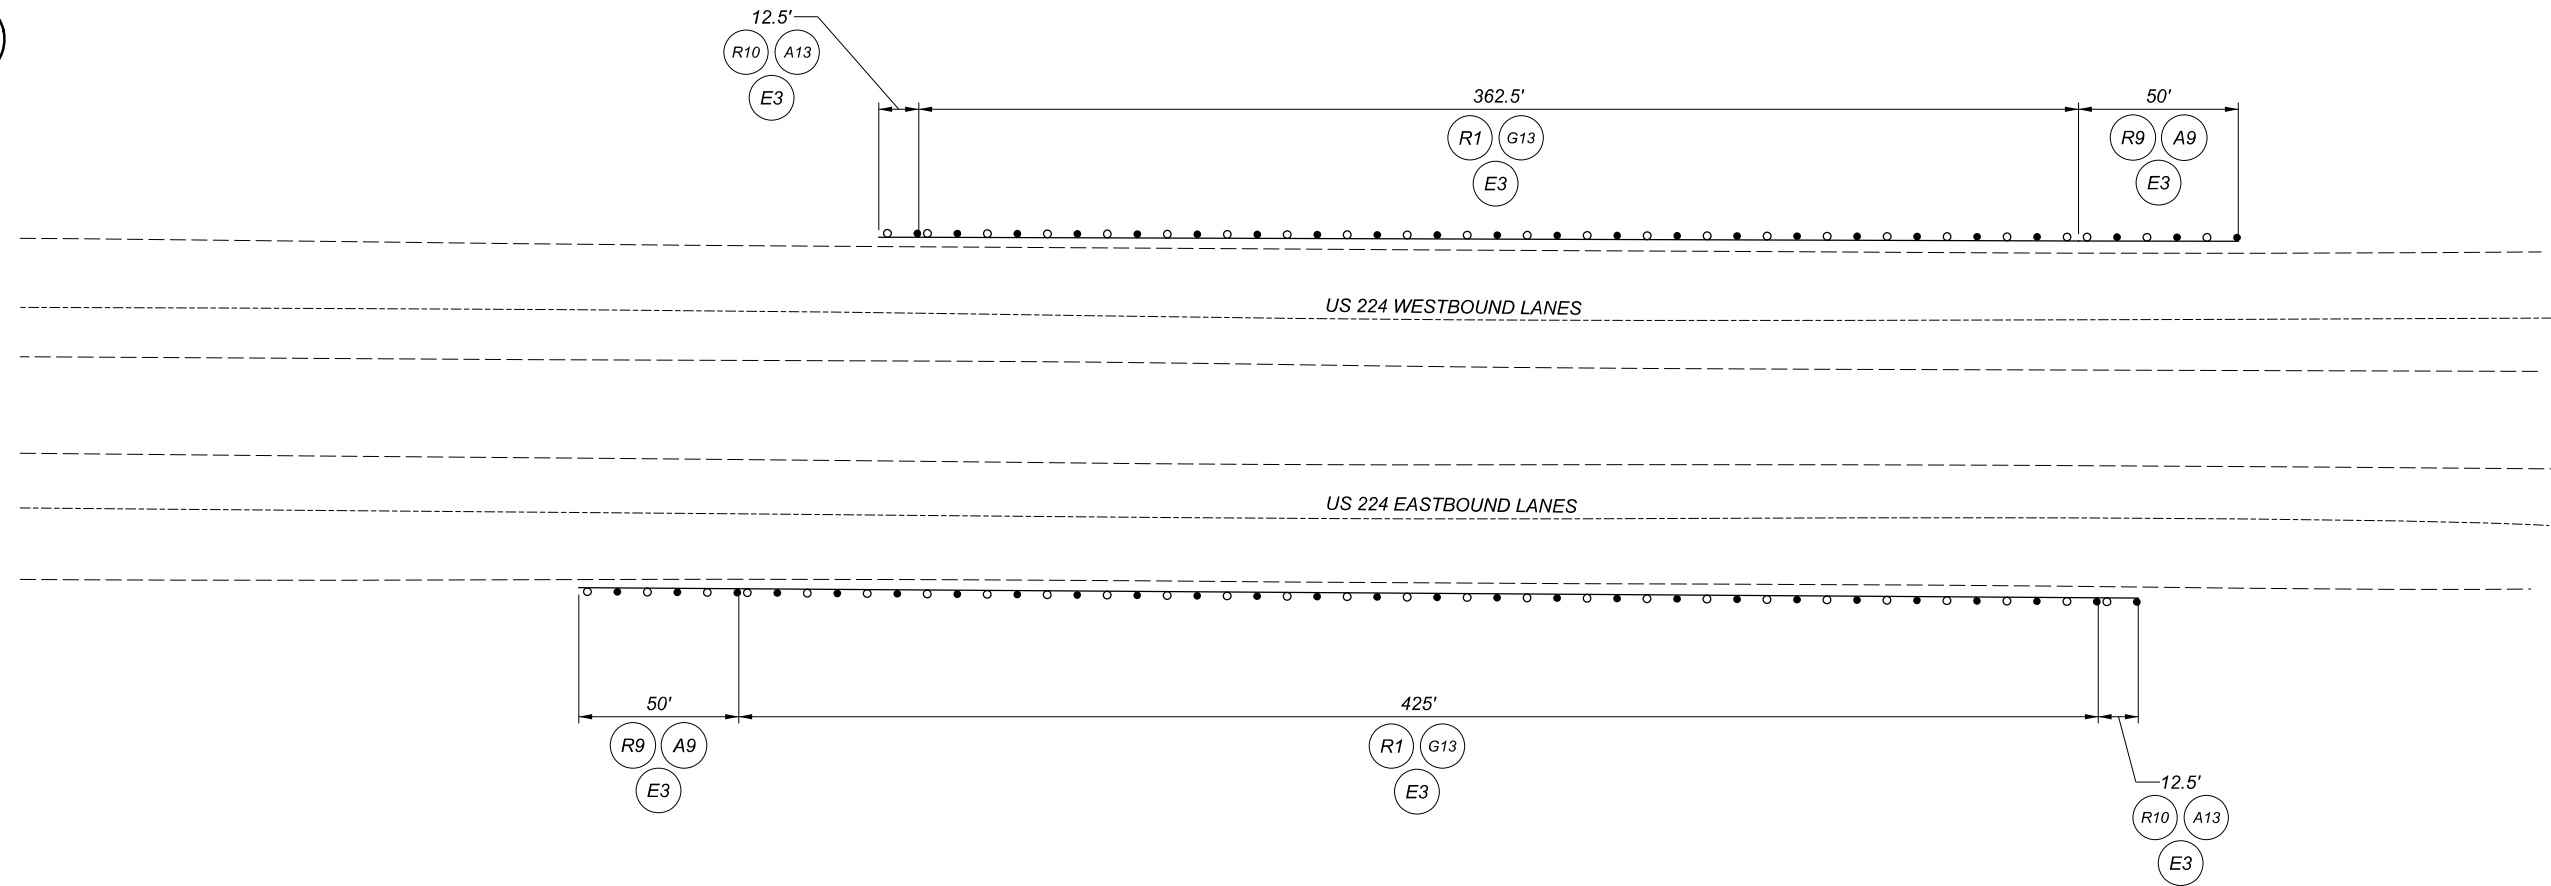 12.5'
R10 A13
E3
362.5'
R1 G13
E3
50'
R9 A9
E3
US 224 WESTBOUND LANES
US 224 EASTBOUND LANES
50'
R9 A9
E3
425'
R1 G13
E3
12.5'
R10 A13
E3